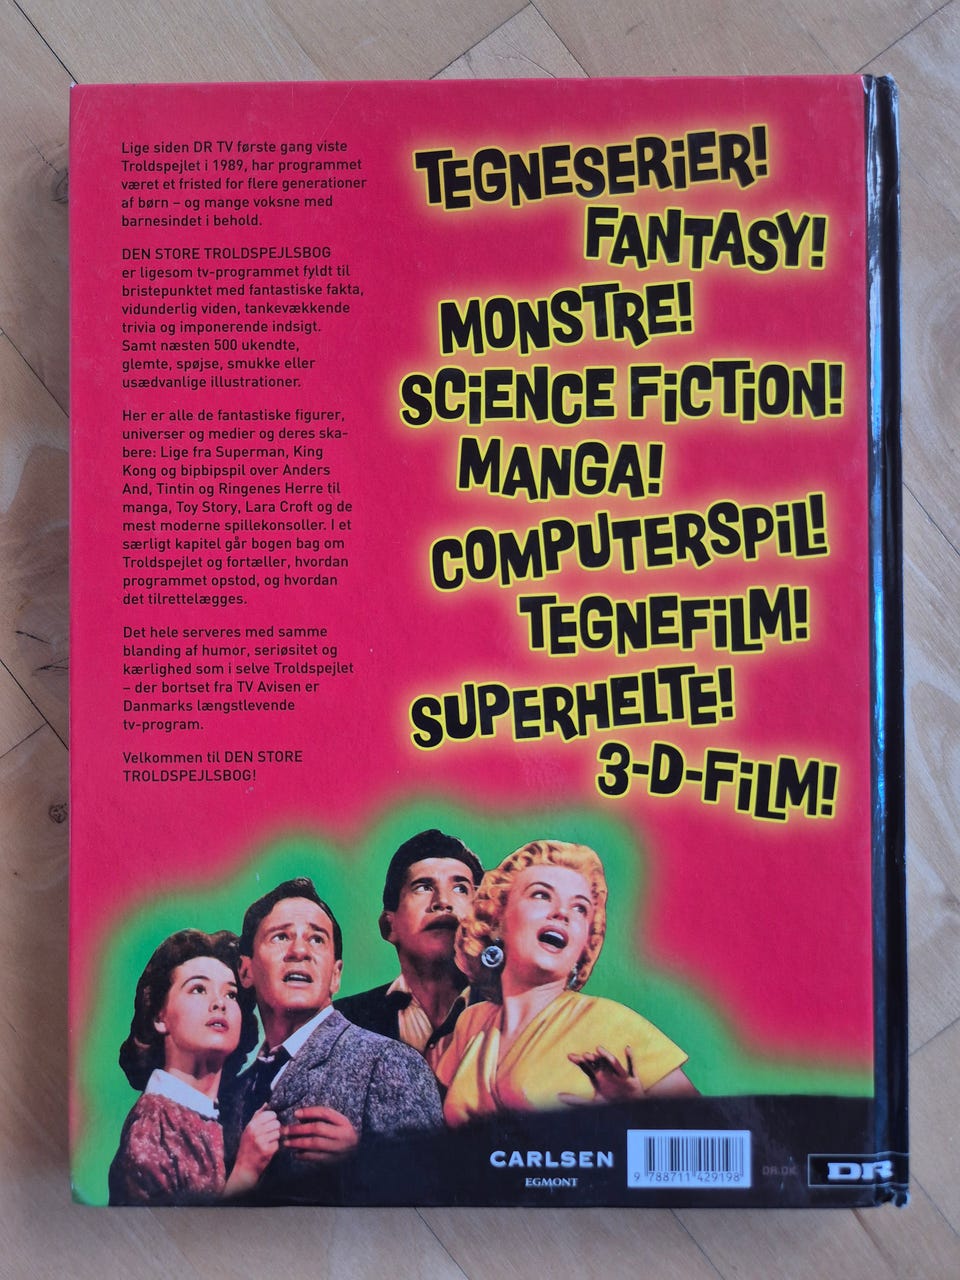 Lige siden DR TV første gang viste
Troldspejlet i 1989, har programmet
været et fristed for flere generationer
af børn – og mange voksne med
barnesindet i behold.
DEN STORE TROLDSPEJLSBOG
er ligesom tv-programmet fyldt til
bristepunktet med fantastiske fakta,
vidunderlig viden, tankevækkende
trivia og imponerende indsigt.
Samt næsten 500 ukendte,
glemte, spøjse, smukke eller
usædvanlige illustrationer.
Her er alle de fantastiske figurer,
universer og medier og deres ska-
bere: Lige fra Superman, King
Kong og bipbipspil over Anders
And, Tintin og Ringenes Herre til
manga, Toy Story, Lara Croft og de
mest moderne spillekonsoller. I et
særligt kapitel går bogen bag om
Troldspejlet og fortæller, hvordan
programmet opstod, og hvordan
det tilrettelægges.
Det hele serveres med samme
blanding af humor, seriøsitet og
kærlighed som i selve Troldspejlet
– der bortset fra TV Avisen er
Danmarks længstlevende
tv-program.
Velkommen til DEN STORE
TROLDSPEJLSBOG!
TEGNESERiER!
FANTASY!
MONSTRE!
SCiENCE FiCTiON!
MANGA!
COMPUTERSPiL!
TEGNEFiLM!
SUPERHELTE!
3-D-FiLM!
CARLSEN
EGMONT
9 788711 429198
DR.DK
DR